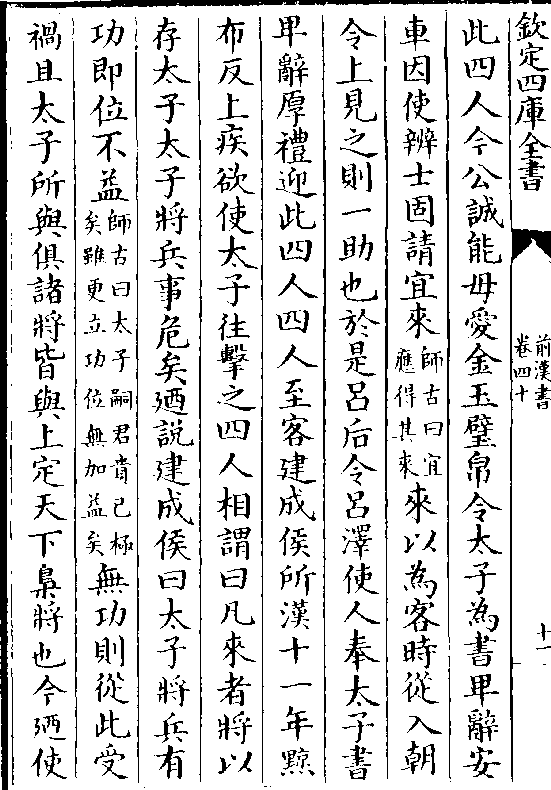 欽定四庫全書
前漢書
卷四十
十一
此四人今公誠能毋愛金玉璧帛令太子為書卑辭安
車因使辨士固請宜來師古曰宜應得其來來以為客時從入朝
令上見之則一助也於是呂后令呂澤使人奉太子書
卑辭厚禮迎此四人四人至客建成侯所漢十一年黥
布反上疾欲使太子往擊之四人相謂曰凡來者將以
存太子太子將兵事危矣廼說建成侯曰太子將兵有
功即位不益師古曰太子嗣君貴已極矣雖更立功位無加益矣無功則從此受
禍且太子所與俱諸將皆與上定天下梟將也今廼使